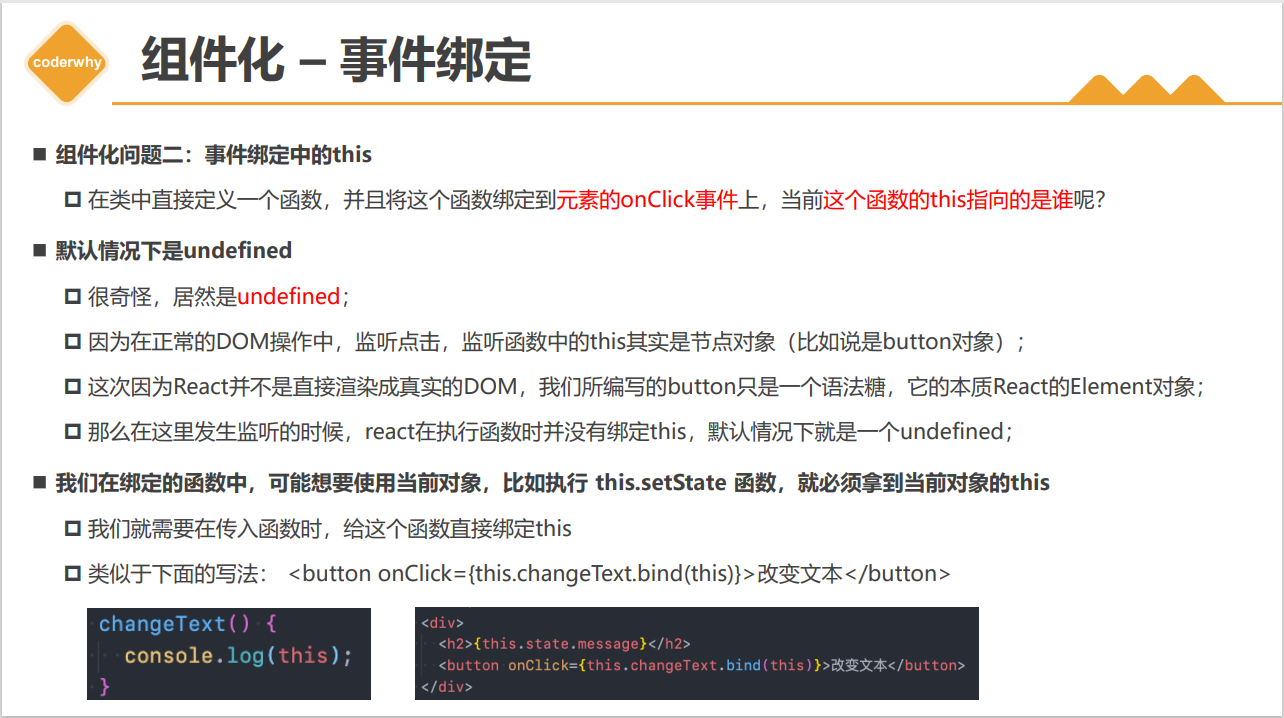 coderwhy
组件化 – 事件绑定
组件化问题二：事件绑定中的this
在类中直接定义一个函数，并且将这个函数绑定到元素的onClick事件上，当前这个函数的this指向的是谁呢？
默认情况下是undefined
很奇怪，居然是undefined；
因为在正常的DOM操作中，监听点击，监听函数中的this其实是节点对象（比如说是button对象）；
这次因为React并不是直接渲染成真实的DOM，我们所编写的button只是一个语法糖，它的本质React的Element对象；
那么在这里发生监听的时候，react在执行函数时并没有绑定this，默认情况下就是一个undefined；
我们在绑定的函数中，可能想要使用当前对象，比如执行 this.setState 函数，就必须拿到当前对象的this
我们就需要在传入函数时，给这个函数直接绑定this
类似于下面的写法： <button onClick={this.changeText.bind(this)}>改变文本</button>
changeText() {
console.log(this);
}
<div>
<h2>{this.state.message}</h2>
<button onClick={this.changeText.bind(this)}>改变文本</button>
</div>